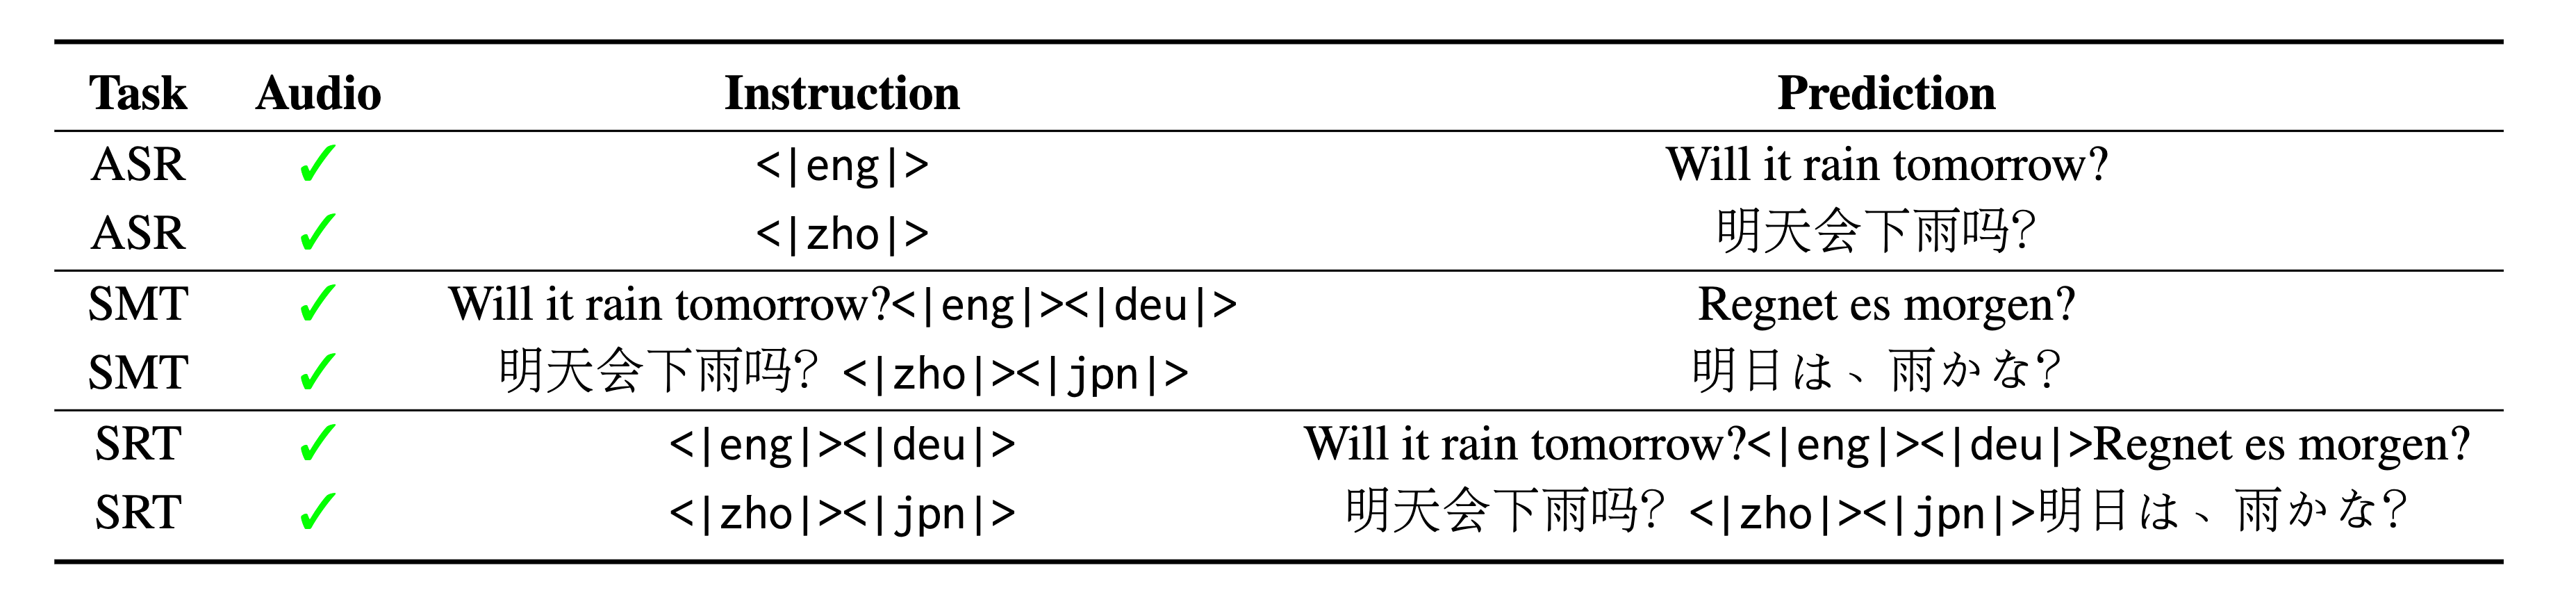 Task Audio Instruction Prediction
ASR ✓ <|eng|> Will it rain tomorrow?
ASR ✓ <|zho|> 明天会下雨吗？
SMT ✓ Will it rain tomorrow?<|eng|><|deu|> Regnet es morgen?
SMT ✓ 明天会下雨吗？<|zho|><|jpn|> 明日は、雨かな？
SRT ✓ <|eng|><|deu|> Will it rain tomorrow?<|eng|><|deu|>Regnet es morgen?
SRT ✓ <|zho|><|jpn|> 明天会下雨吗？<|zho|><|jpn|>明日は、雨かな？